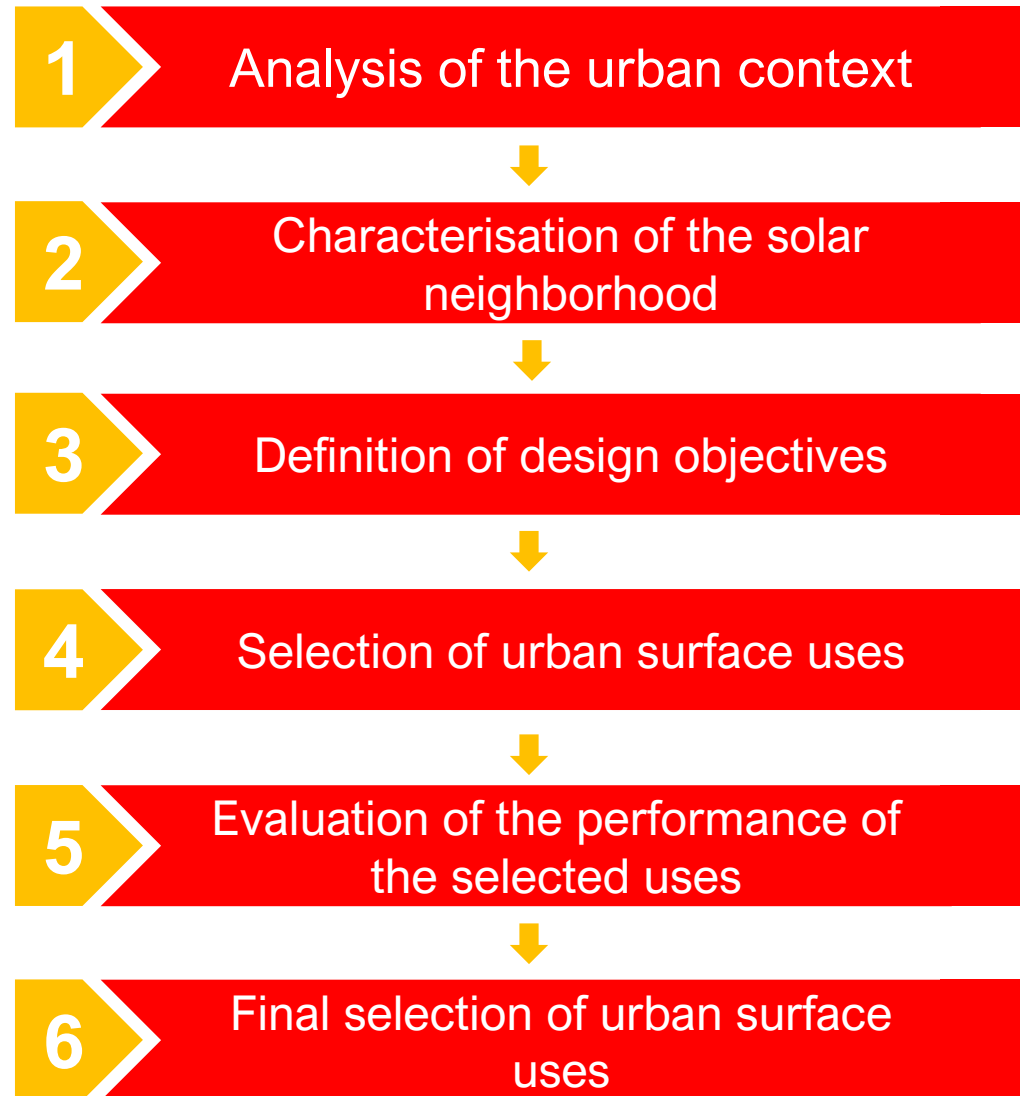 1
Analysis of the urban context
2
Characterisation of the solar
neighborhood
3
Definition of design objectives
4
Selection of urban surface uses
5
Evaluation of the performance of
the selected uses
6
Final selection of urban surface
uses